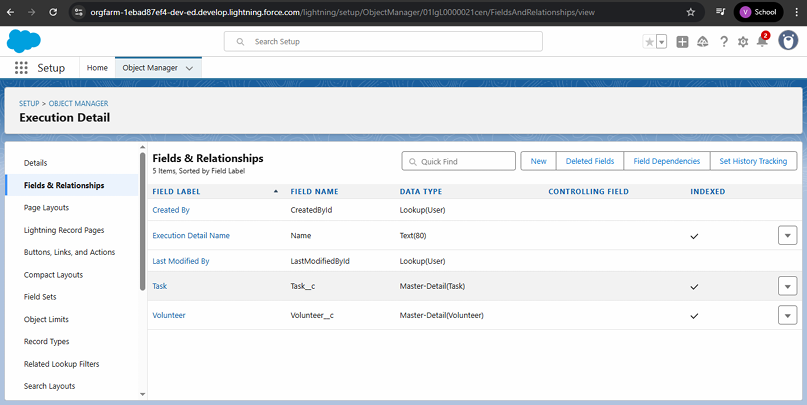 orgfarm-1ebad87ef4-dev-ed.develop.lightning.force.com/lightning/setup/ObjectManager/01IgL0000021cen/FieldsAndRelationships/view
V School
Search Setup
2
Setup Home Object Manager
SETUP > OBJECT MANAGER
Execution Detail
Details
Fields & Relationships
Page Layouts
Lightning Record Pages
Buttons, Links, and Actions
Compact Layouts
Field Sets
Object Limits
Record Types
Related Lookup Filters
Search Layouts
Fields & Relationships
5 Items, Sorted by Field Label
Quick Find
New Deleted Fields Field Dependencies Set History Tracking
FIELD LABEL FIELD NAME DATA TYPE CONTROLLING FIELD INDEXED
Created By CreatedById Lookup(User)
Execution Detail Name Name Text(80)
Last Modified By LastModifiedById Lookup(User)
Task Task__c Master-Detail(Task)
Volunteer Volunteer__c Master-Detail(Volunteer)